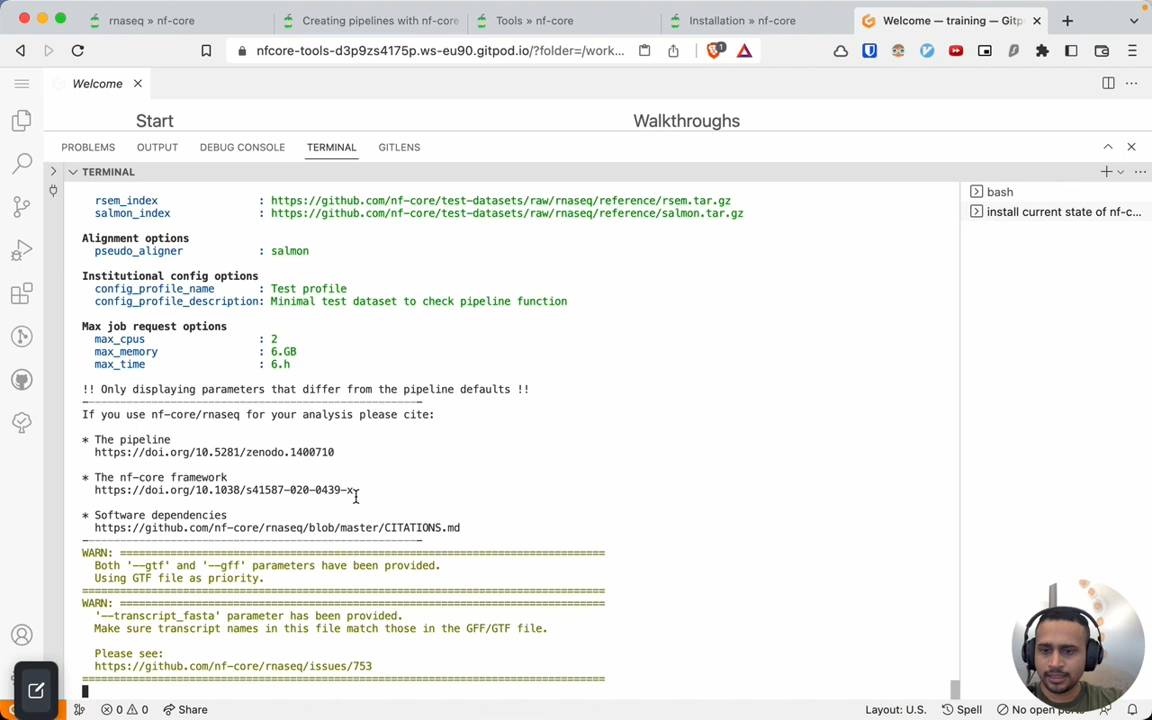 rnaseq » nf-core
Creating pipelines with nf-core
Tools » nf-core
Installation » nf-core
Welcome — training — Gitp
nfcore-tools-d3p9zs4175p.ws-eu90.gitpod.io/?folder=/work...
1
Welcome
Start
Walkthroughs
PROBLEMS
OUTPUT
DEBUG CONSOLE
TERMINAL
GITLENS
TERMINAL
bash
install current state of nf-c...
rsem_index : https://github.com/nf-core/test-datasets/raw/rnaseq/reference/rsem.tar.gz
salmon_index : https://github.com/nf-core/test-datasets/raw/rnaseq/reference/salmon.tar.gz
Alignment options
pseudo_aligner : salmon
Institutional config options
config_profile_name : Test profile
config_profile_description: Minimal test dataset to check pipeline function
Max job request options
max_cpus : 2
max_memory : 6.GB
max_time : 6.h
!! Only displaying parameters that differ from the pipeline defaults !!
If you use nf-core/rnaseq for your analysis please cite:
* The pipeline
https://doi.org/10.5281/zenodo.1400710
* The nf-core framework
https://doi.org/10.1038/s41587-020-0439-x
* Software dependencies
https://github.com/nf-core/rnaseq/blob/master/CITATIONS.md
WARN: =============================================================================
Both '--gtf' and '--gff' parameters have been provided.
Using GTF file as priority.
===================================================================================
WARN: =============================================================================
'--transcript_fasta' parameter has been provided.
Make sure transcript names in this file match those in the GFF/GTF file.
Please see:
https://github.com/nf-core/rnaseq/issues/753
===================================================================================
0 0
Share
Layout: U.S.
Spell
No open